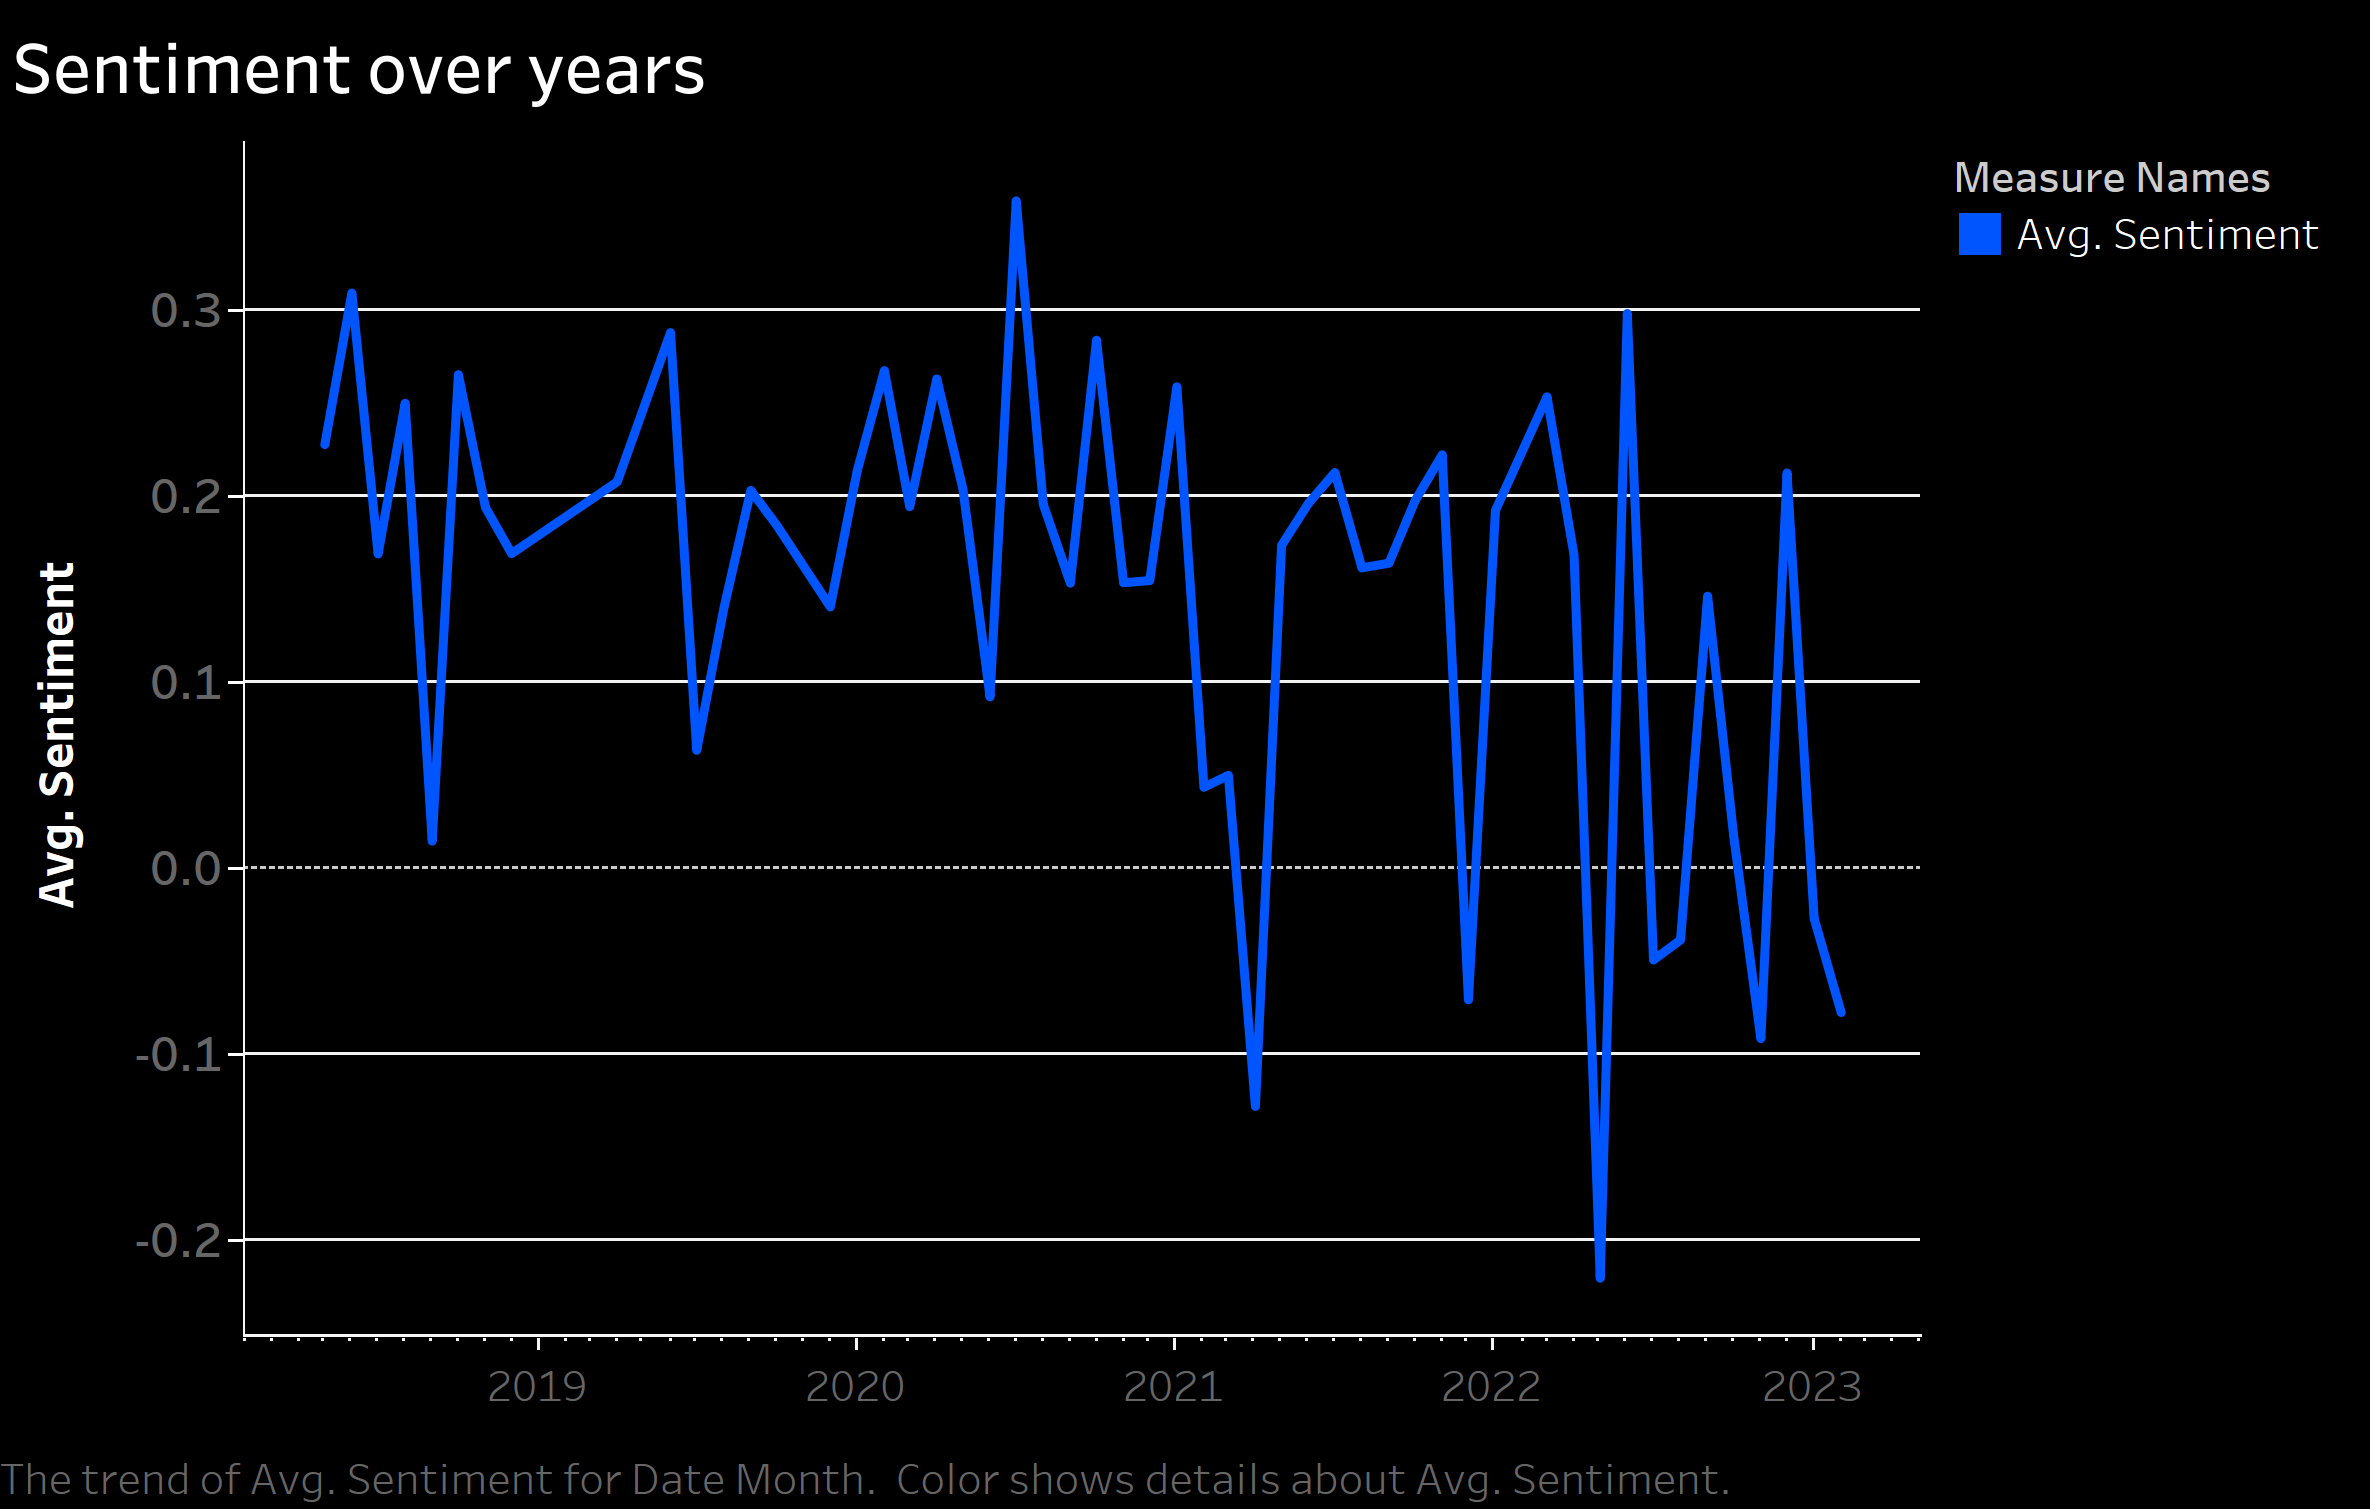 Sentiment over years
Measure Names
Avg. Sentiment
Avg. Sentiment
0.3
0.2
0.1
0.0
-0.1
-0.2
2019 2020 2021 2022 2023
The trend of Avg. Sentiment for Date Month.  Color shows details about Avg. Sentiment.